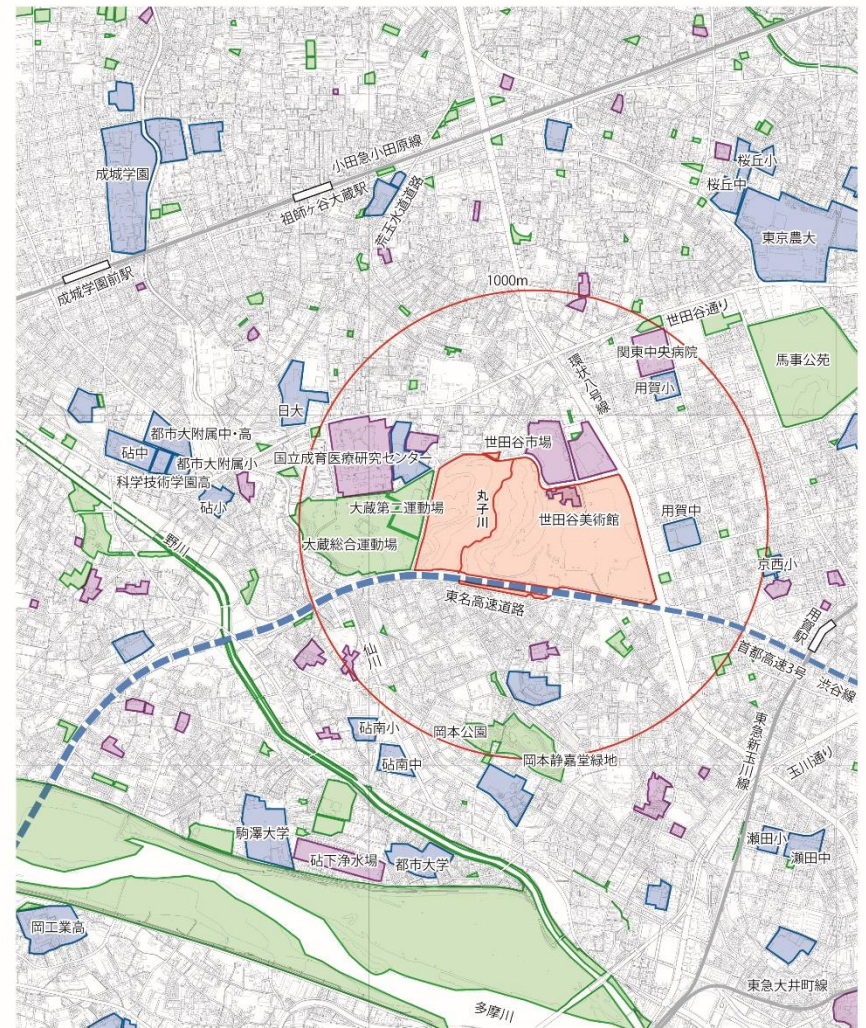 小田急小田原線
成城学園
祖師ヶ谷大蔵駅
荒玉水道道路
桜丘小
桜丘中
東京農大
成城学園前駅
1000m
世田谷通り
関東中央病院
環状八号線
馬事公苑
用賀小
日大
都市大附属中・高
砧中
都市大附属小
科学技術学園高
砧小
国立成育医療研究センター
世田谷市場
丸子川
大蔵第二運動場
世田谷美術館
用賀中
大蔵総合運動場
野川
京西小
東名高速道路
用賀駅
首都高速3号 渋谷線
仙川
砧南小
岡本公園
砧南中
岡本静嘉堂緑地
東急新玉川線
玉川通り
駒澤大学
砧下浄水場
都市大学
瀬田小
瀬田中
岡工業高
東急大井町線
多摩川